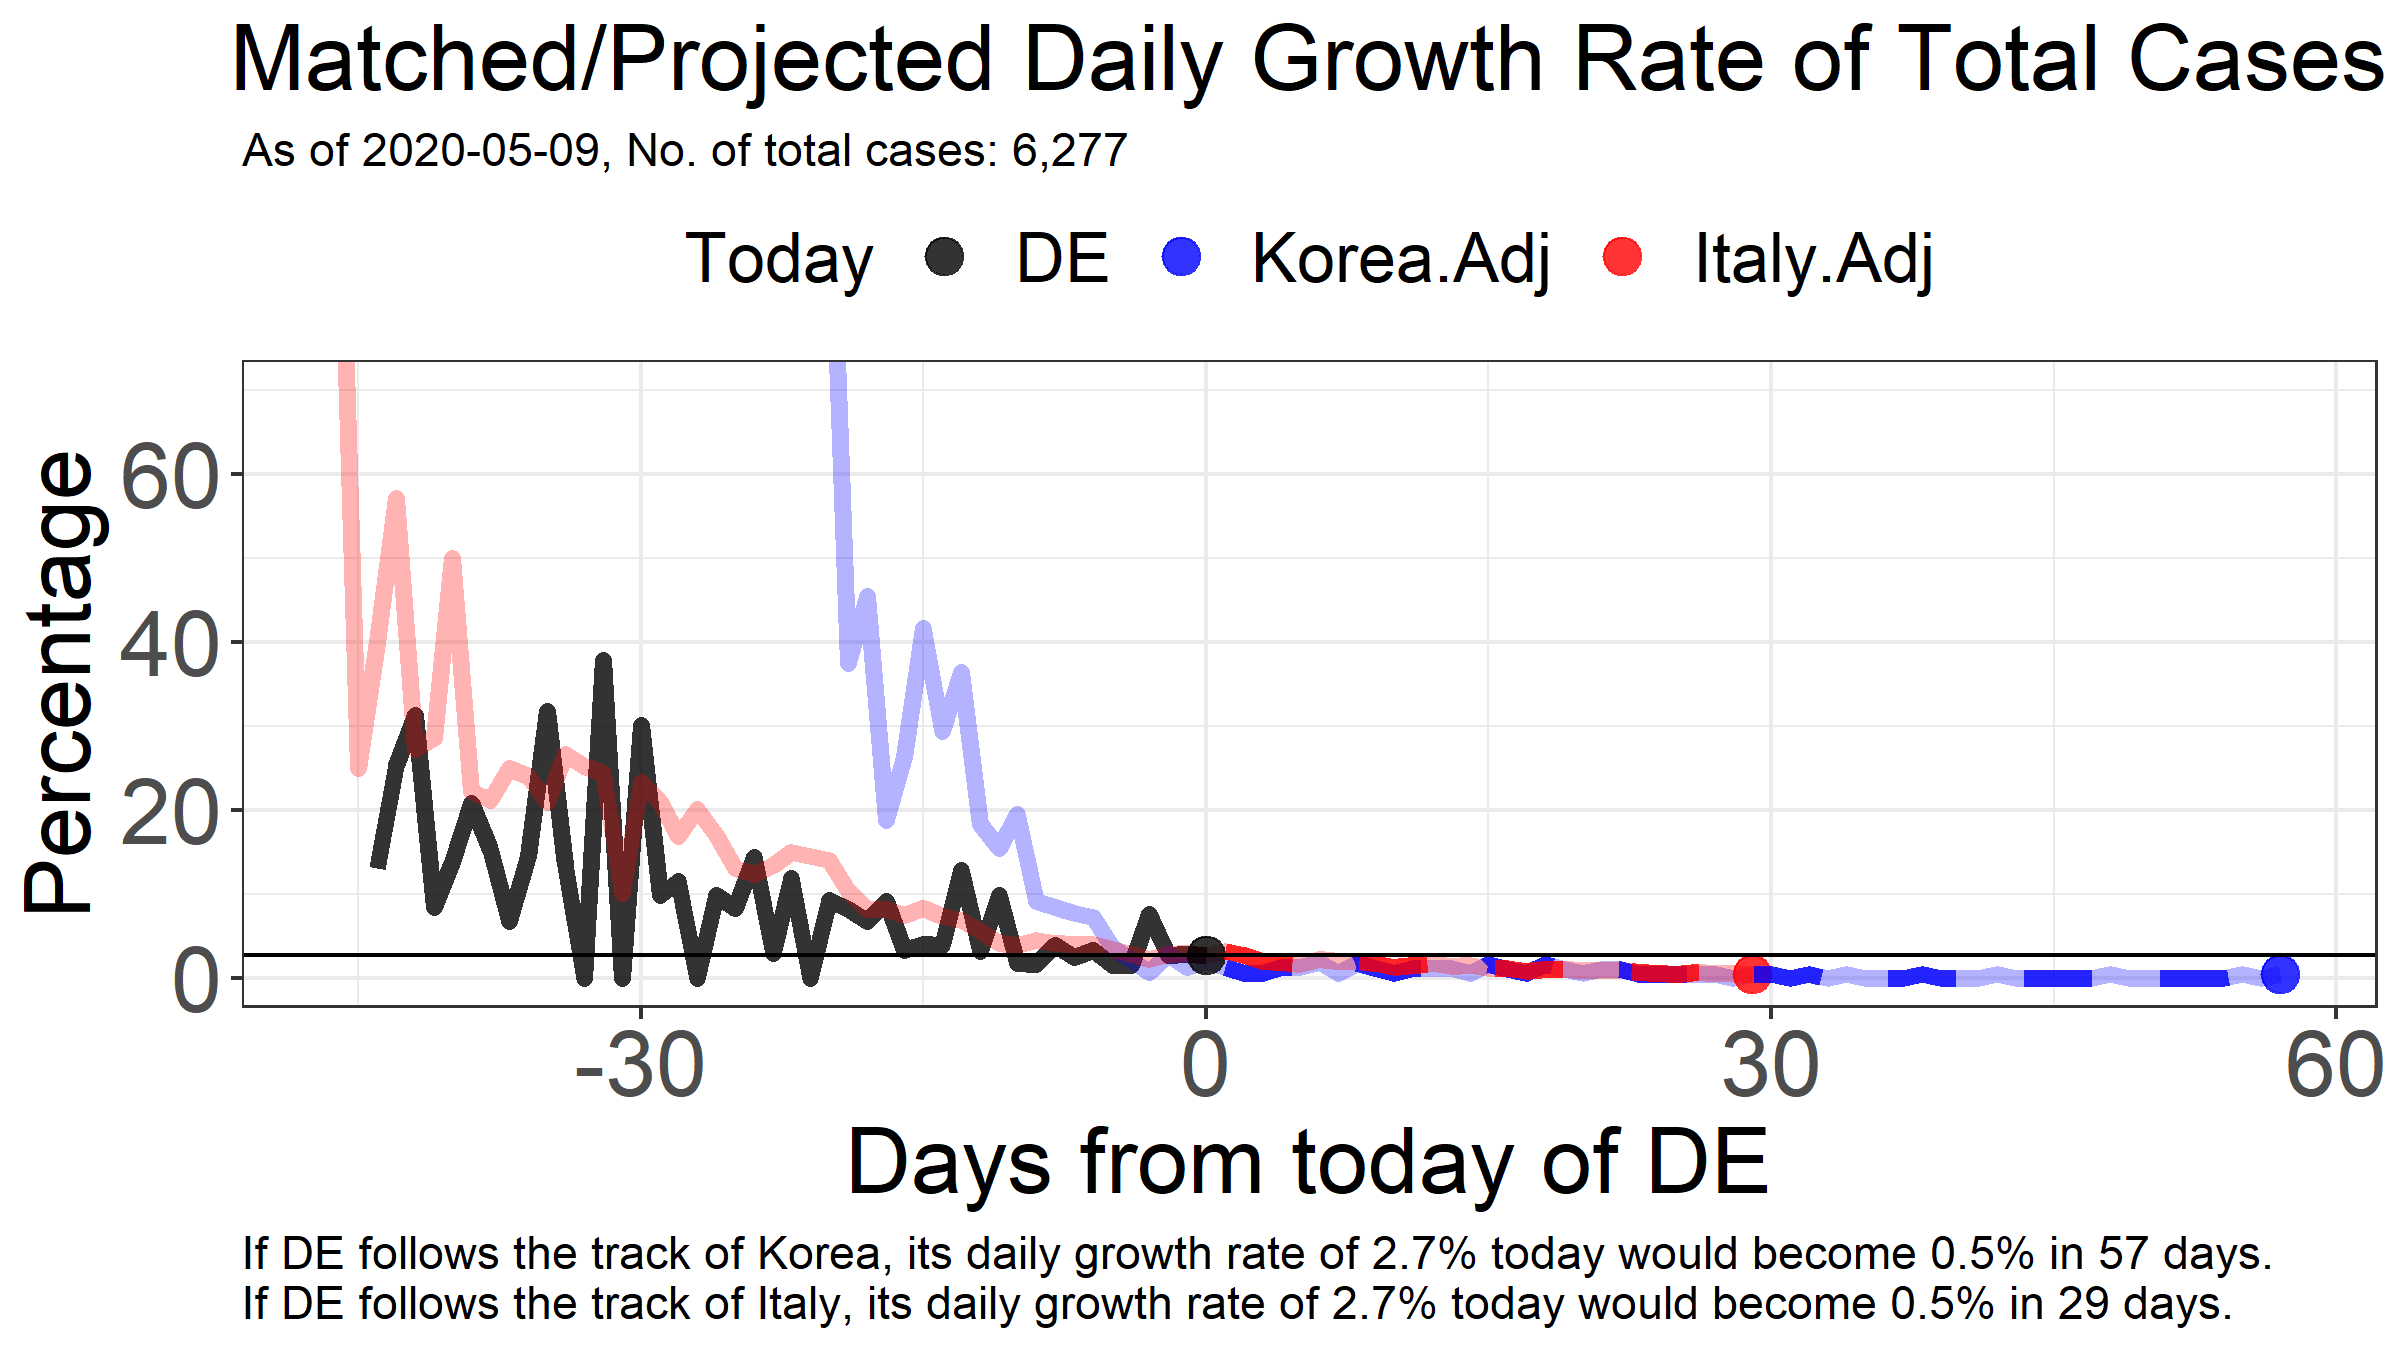 Matched/Projected Daily Growth Rate of Total Cases
As of 2020-05-09, No. of total cases: 6,277
Today DE Korea.Adj Italy.Adj
Percentage
60
40
20
0
-30 0 30 60
Days from today of DE
If DE follows the track of Korea, its daily growth rate of 2.7% today would become 0.5% in 57 days.
If DE follows the track of Italy, its daily growth rate of 2.7% today would become 0.5% in 29 days.